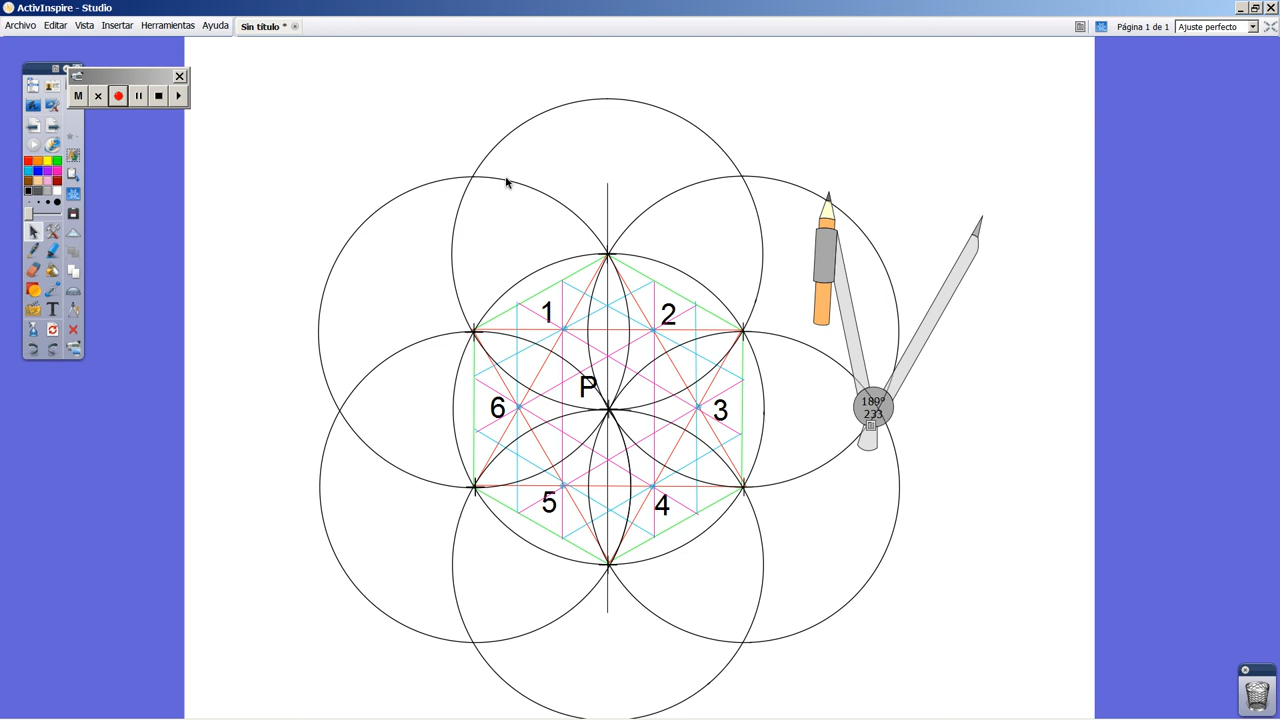 ActivInspire - Studio
Archivo Editar Vista Insertar Herramientas Ayuda
Sin título *
Página 1 de 1
Ajuste perfecto
M
T
1
2
P
6
3
5
4
189°
233